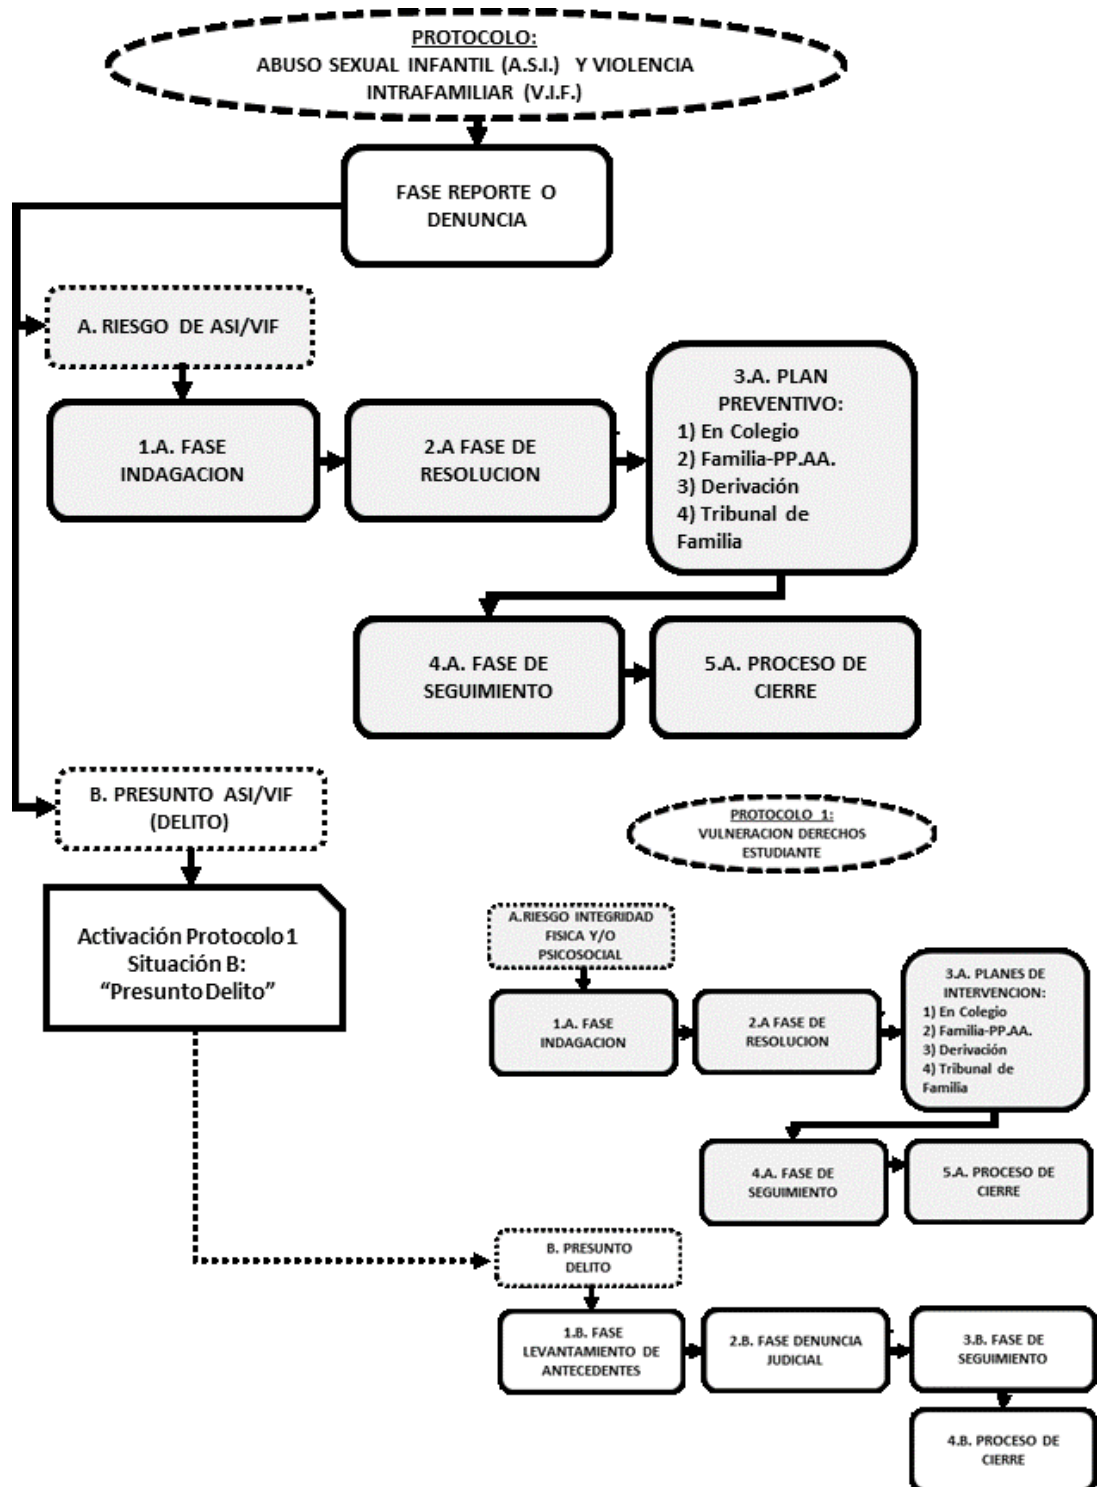 PROTOCOLO:
ABUSO SEXUAL INFANTIL (A.S.I.) Y VIOLENCIA
INTRAFAMILIAR (V.I.F.)
FASE REPORTE O
DENUNCIA
A. RIESGO DE ASI/VIF
1.A. FASE
INDAGACION
2.A FASE DE
RESOLUCION
3.A. PLAN
PREVENTIVO:
1) En Colegio
2) Familia-PP.AA.
3) Derivación
4) Tribunal de
Familia
4.A. FASE DE
SEGUIMIENTO
5.A. PROCESO DE
CIERRE
B. PRESUNTO ASI/VIF
(DELITO)
Activación Protocolo 1
Situación B:
“Presunto Delito”
PROTOCOLO 1:
VULNERACION DERECHOS
ESTUDIANTE
A.RIESGO INTEGRIDAD
FISICA Y/O
PSICOSOCIAL
1.A. FASE
INDAGACION
2.A FASE DE
RESOLUCION
3.A. PLANES DE
INTERVENCION:
1) En Colegio
2) Familia-PP.AA.
3) Derivación
4) Tribunal de
Familia
4.A. FASE DE
SEGUIMIENTO
5.A. PROCESO DE
CIERRE
B. PRESUNTO
DELITO
1.B. FASE
LEVANTAMIENTO DE
ANTECEDENTES
2.B. FASE DENUNCIA
JUDICIAL
3.B. FASE DE
SEGUIMIENTO
4.B. PROCESO DE
CIERRE